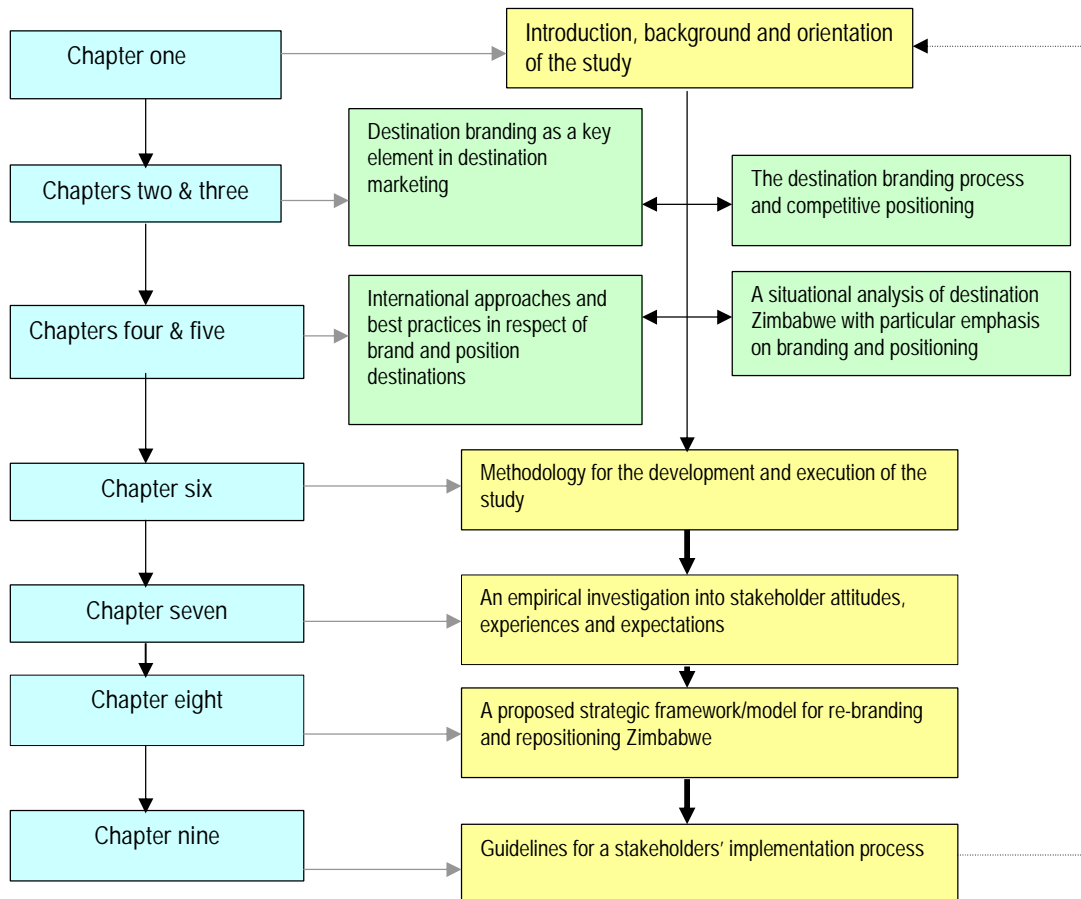 Chapter one
Introduction, background and orientation
of the study
Chapters two & three
Destination branding as a key
element in destination
marketing
The destination branding process
and competitive positioning
Chapters four & five
International approaches and
best practices in respect of
brand and position
destinations
A situational analysis of destination
Zimbabwe with particular emphasis
on branding and positioning
Chapter six
Methodology for the development and execution of the
study
Chapter seven
An empirical investigation into stakeholder attitudes,
experiences and expectations
Chapter eight
A proposed strategic framework/model for re-branding
and repositioning Zimbabwe
Chapter nine
Guidelines for a stakeholders’ implementation process